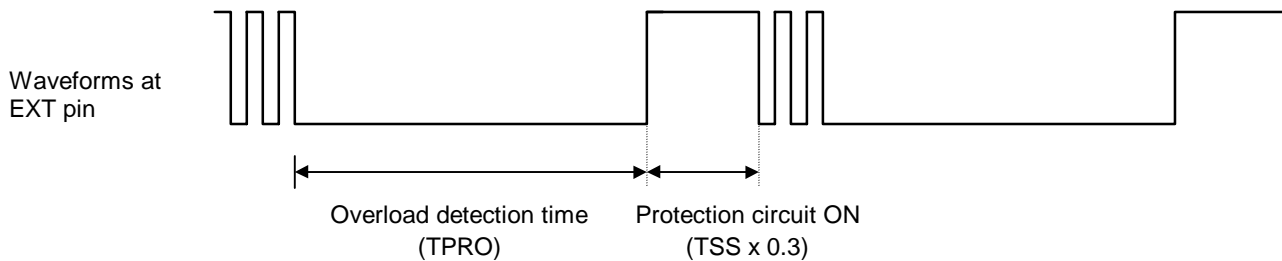 Waveforms at
EXT pin
Overload detection time
(TPRO)
Protection circuit ON
(TSS x 0.3)